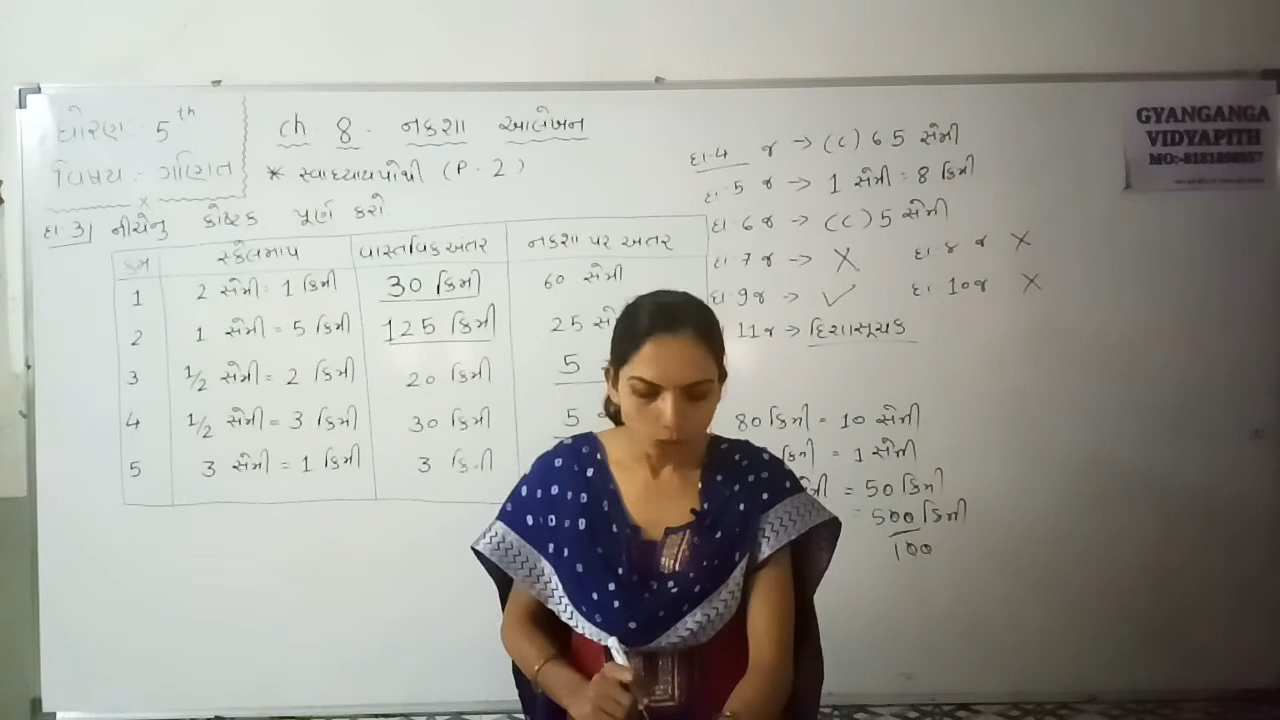 ધોરણ : 5 th
વિષય :- ગણિત
ch. 8. નકશા આલેખન
* સ્વાધ્યાયપોથી (P. 2)
દા.3] નીચેનુ કોષ્ટક પૂર્ણ કરો
ક્રમ સ્કેલમાપ વાસ્તવિક અંતર નકશા પર અંતર
1 2 સેમી = 1 કિમી 30 કિમી 60 સેમી
2 1 સેમી = 5 કિમી 125 કિમી 25
3 1/2 સેમી = 2 કિમી 20 કિમી 5
4 1/2 સેમી = 3 કિમી 30 કિમી 5
5 3 સેમી = 1 કિમી 3 કિમી
દા.4 જ → (c) 65 સેમી
દા.5 જ → 1 સેમી = 8 કિમી
દા.6 જ → (c) 5 સેમી
દા.7 જ → X દા. 8 જ X
દા.9 જ → ✓ દા. 10 જ X
11 જ → દિશાસૂચક
80 કિમી = 10 સેમી
કિમી = 1 સેમી
= 50 કિમી
= 500 કિમી
100
GYANGANGA
VIDYAPITH